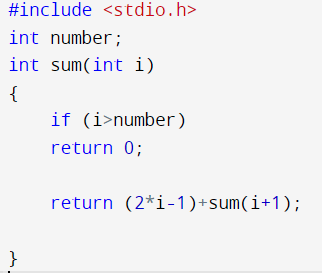 #include <stdio.h>
int number;
int sum(int i)
{
    if (i>number)
    return 0;

    return (2*i-1)+sum(i+1);

}